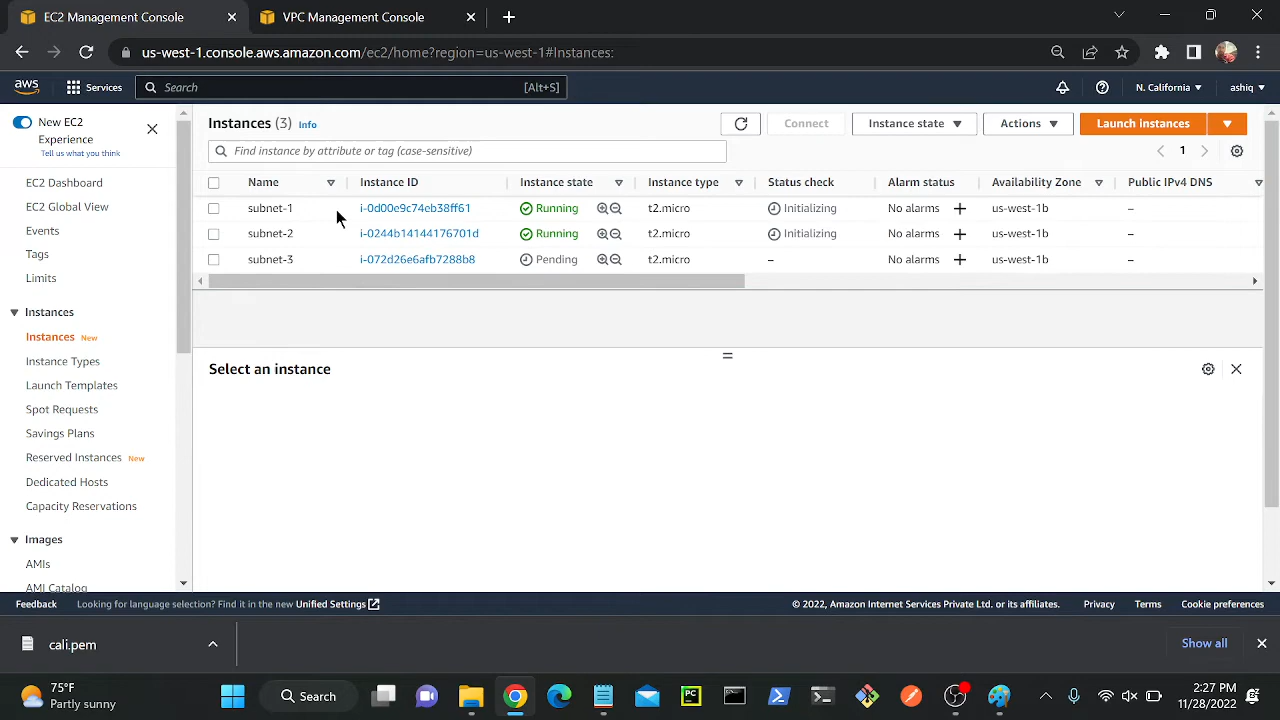 EC2 Management Console
VPC Management Console
us-west-1.console.aws.amazon.com/ec2/home?region=us-west-1#Instances:
aws
Services
Search
[Alt+S]
N. California
ashiq
New EC2
Experience
Tell us what you think
EC2 Dashboard
EC2 Global View
Events
Tags
Limits
Instances
Instances New
Instance Types
Launch Templates
Spot Requests
Savings Plans
Reserved Instances New
Dedicated Hosts
Capacity Reservations
Images
AMIs
AMI Catalog
Instances (3) Info
Connect
Instance state
Actions
Launch instances
Find instance by attribute or tag (case-sensitive)
1
Name Instance ID Instance state Instance type Status check Alarm status Availability Zone Public IPv4 DNS
subnet-1 i-0d00e9c74eb38ff61 Running t2.micro Initializing No alarms + us-west-1b –
subnet-2 i-0244b14144176701d Running t2.micro Initializing No alarms + us-west-1b –
subnet-3 i-072d26e6afb7288b8 Pending t2.micro – No alarms + us-west-1b –
Select an instance
Feedback
Looking for language selection? Find it in the new Unified Settings
© 2022, Amazon Internet Services Private Ltd. or its affiliates.
Privacy
Terms
Cookie preferences
cali.pem
Show all
75°F
Partly sunny
Search
PC
2:27 PM
11/28/2022